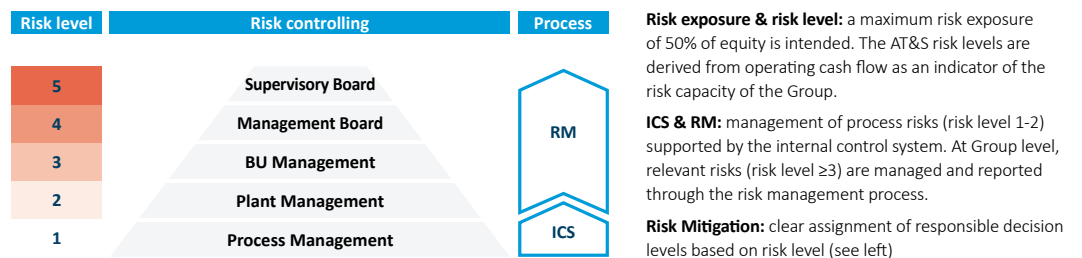 Risk level Risk controlling Process
5 Supervisory Board
4 Management Board
RM
3 BU Management
2 Plant Management
1 Process Management
ICS
Risk exposure & risk level: a maximum risk exposure
of 50% of equity is intended. The AT&S risk levels are
derived from operating cash flow as an indicator of the
risk capacity of the Group.
ICS & RM: management of process risks (risk level 1-2)
supported by the internal control system. At Group level,
relevant risks (risk level ≥3) are managed and reported
through the risk management process.
Risk Mitigation: clear assignment of responsible decision
levels based on risk level (see left)